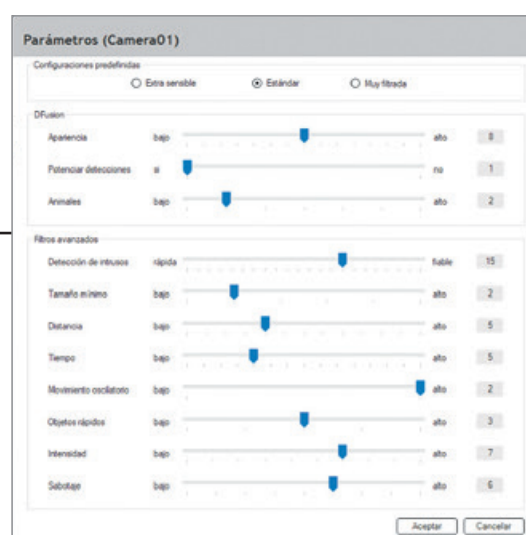 Parámetros (Camera01)
Configuraciones predefinidas
Extra sensible Estándar Muy filtrada
DFusion
Apariencia bajo alto 8
Potenciar detecciones si no 1
Animales bajo alto 2
Filtros avanzados
Detección de intrusos rápida fiable 15
Tamaño mínimo bajo alto 2
Distancia bajo alto 5
Tiempo bajo alto 5
Movimiento oscilatorio bajo alto 2
Objetos rápidos bajo alto 3
Intensidad bajo alto 7
Sabotaje bajo alto 6
Aceptar Cancelar